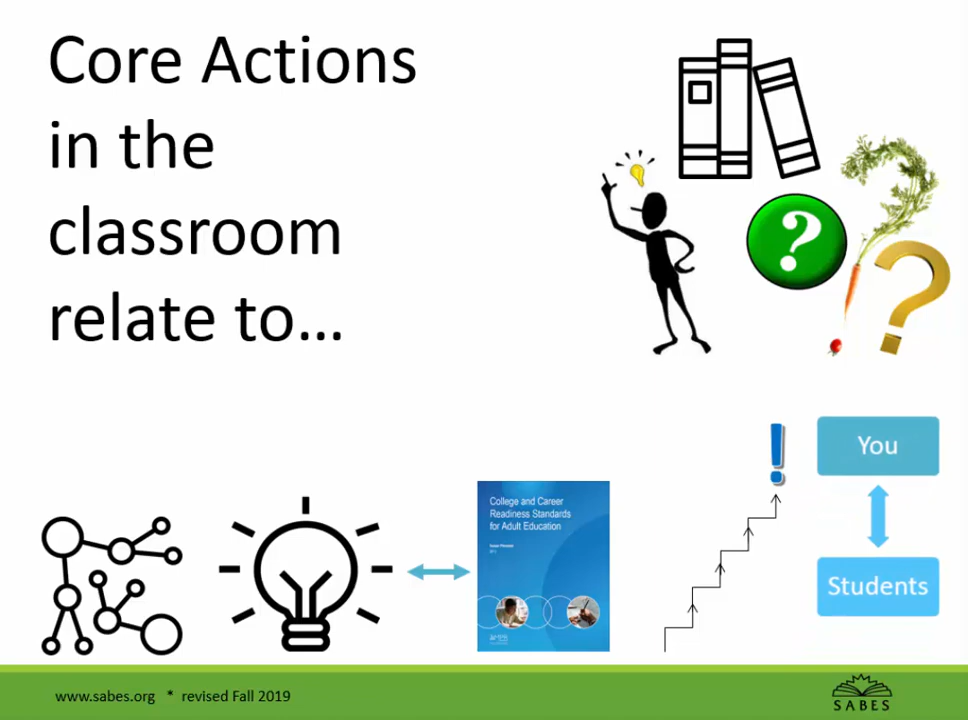 Core Actions
in the
classroom
relate to...
?
?
!
You
College and Career
Readiness Standards
for Adult Education
Students
www.sabes.org * revised Fall 2019
SABES